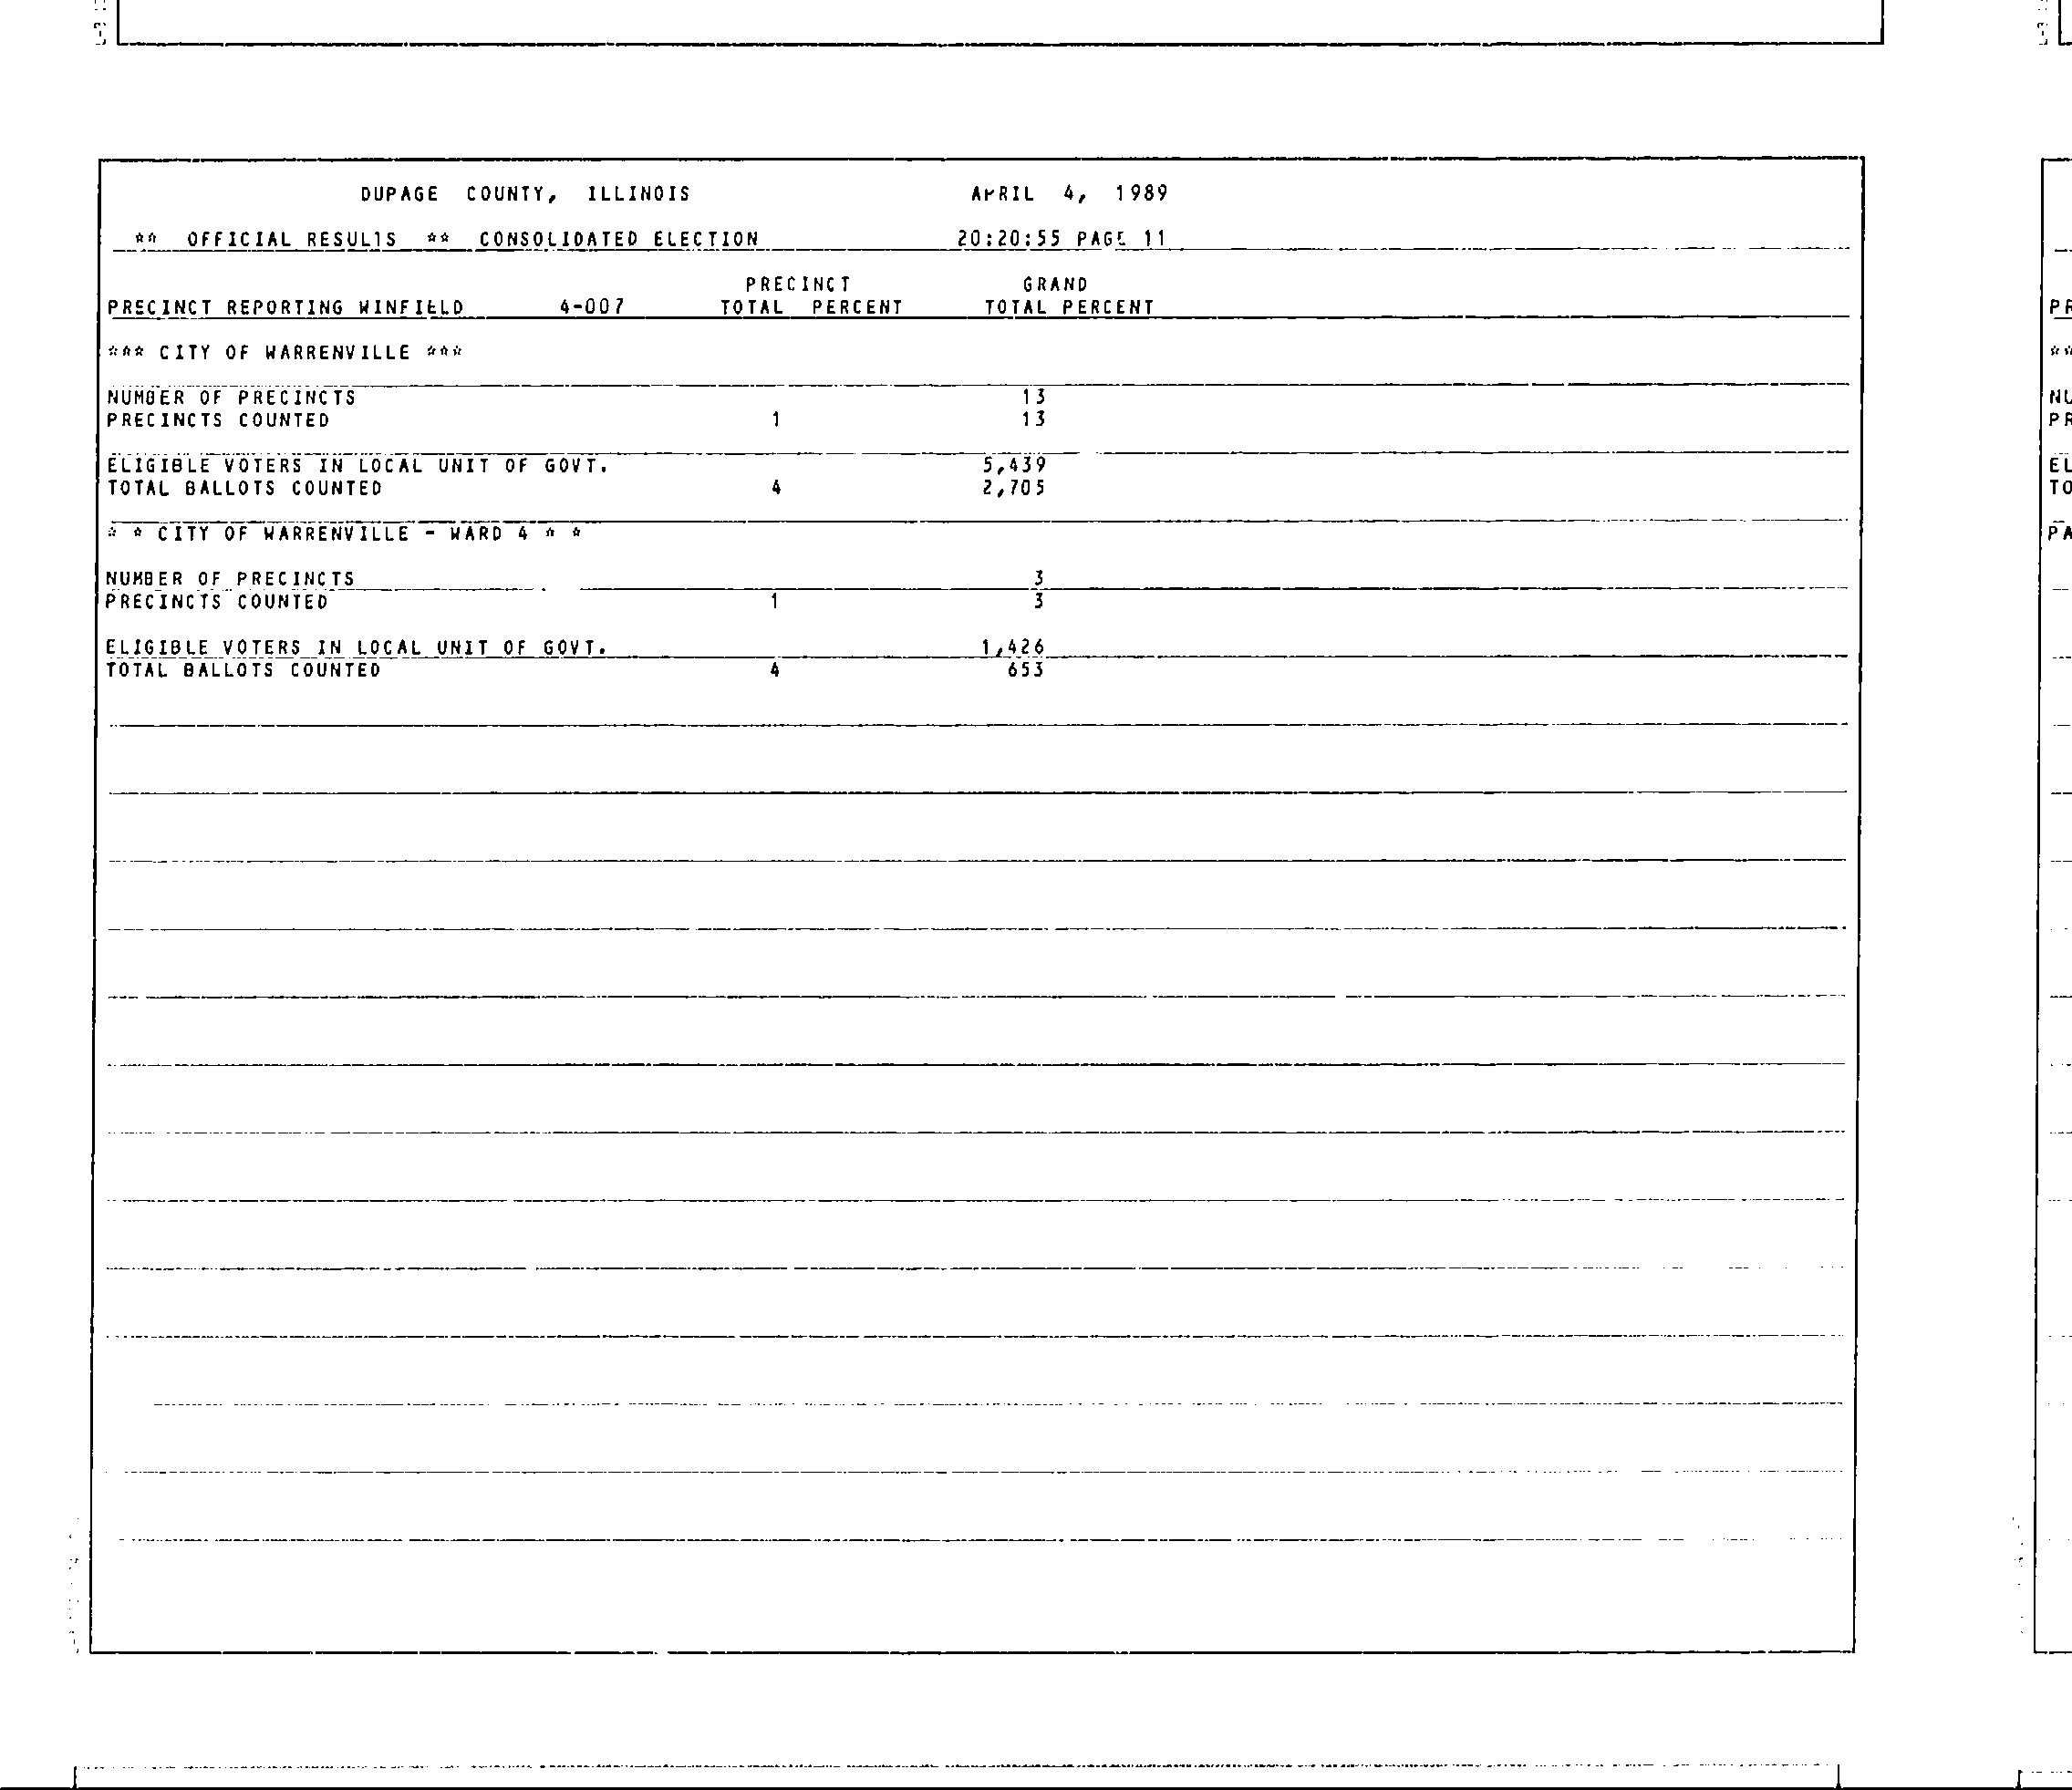 DUPAGE COUNTY, ILLINOIS APRIL 4, 1989
** OFFICIAL RESULTS ** CONSOLIDATED ELECTION 20:20:55 PAGE 11
PRECINCT GRAND
PRECINCT REPORTING WINFIELD 4-007 TOTAL PERCENT TOTAL PERCENT
*** CITY OF WARRENVILLE ***
NUMBER OF PRECINCTS 13
PRECINCTS COUNTED 1 13
ELIGIBLE VOTERS IN LOCAL UNIT OF GOVT. 5,439
TOTAL BALLOTS COUNTED 4 2,705
* * CITY OF WARRENVILLE - WARD 4 * *
NUMBER OF PRECINCTS 3
PRECINCTS COUNTED 1 3
ELIGIBLE VOTERS IN LOCAL UNIT OF GOVT. 1,426
TOTAL BALLOTS COUNTED 4 653
PR
**
NU
PR
EL
TO
PA